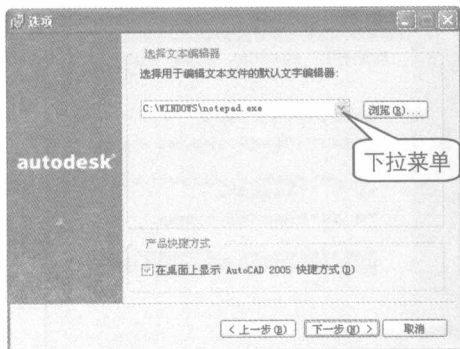 选项
选择文本编辑器
选择用于编辑文本文件的默认文字编辑器:
C:\WINDOWS\notepad.exe
浏览(R)...
下拉菜单
autodesk
产品快捷方式
在桌面上显示 AutoCAD 2005 快捷方式(D)
< 上一步(B)
下一步(N) >
取消